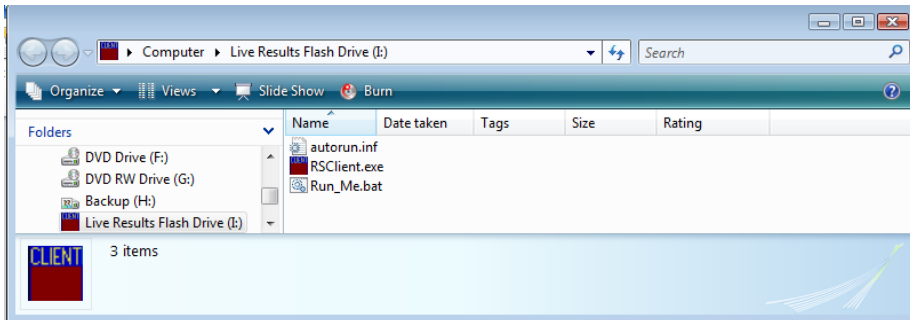 Computer ▸ Live Results Flash Drive (I:)
Search
Organize Views Slide Show Burn
Folders
Name Date taken Tags Size Rating
DVD Drive (F:)
DVD RW Drive (G:)
Backup (H:)
Live Results Flash Drive (I:)
autorun.inf
RSClient.exe
Run_Me.bat
CLIENT
3 items